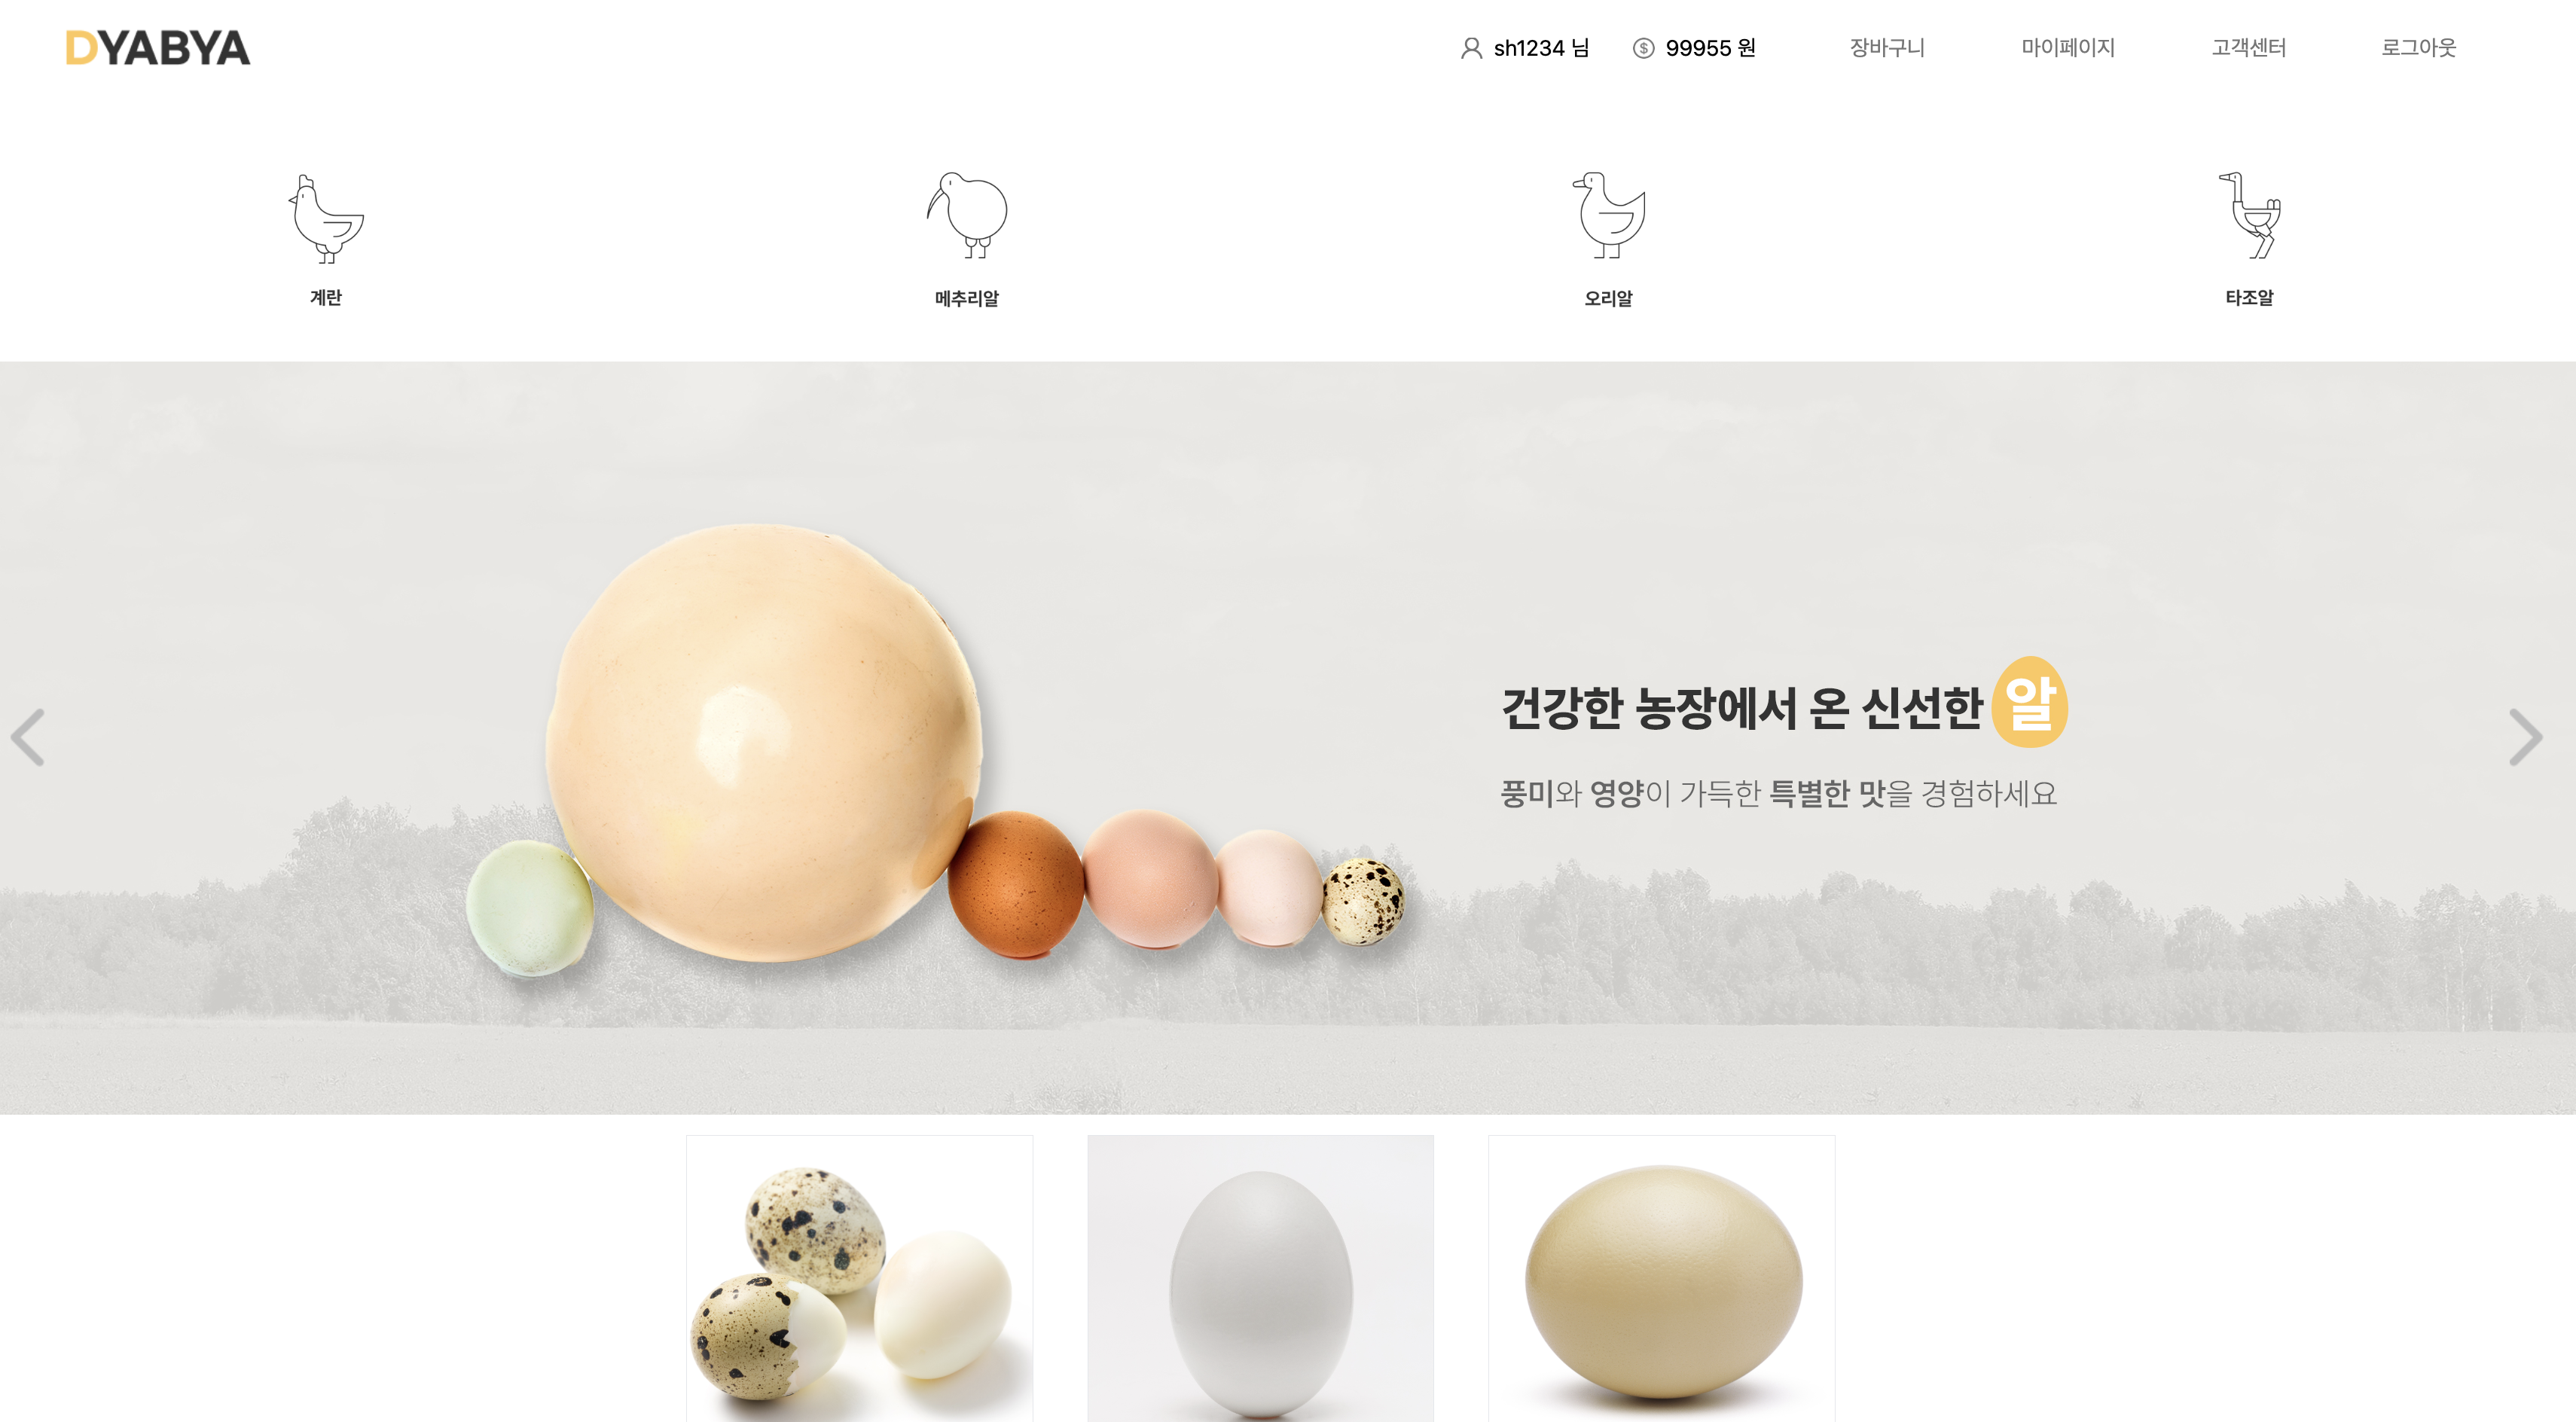 DYABYA
sh1234 님
99955 원
장바구니
마이페이지
고객센터
로그아웃
계란
메추리알
오리알
타조알
건강한 농장에서 온 신선한 알
풍미와 영양이 가득한 특별한 맛을 경험하세요